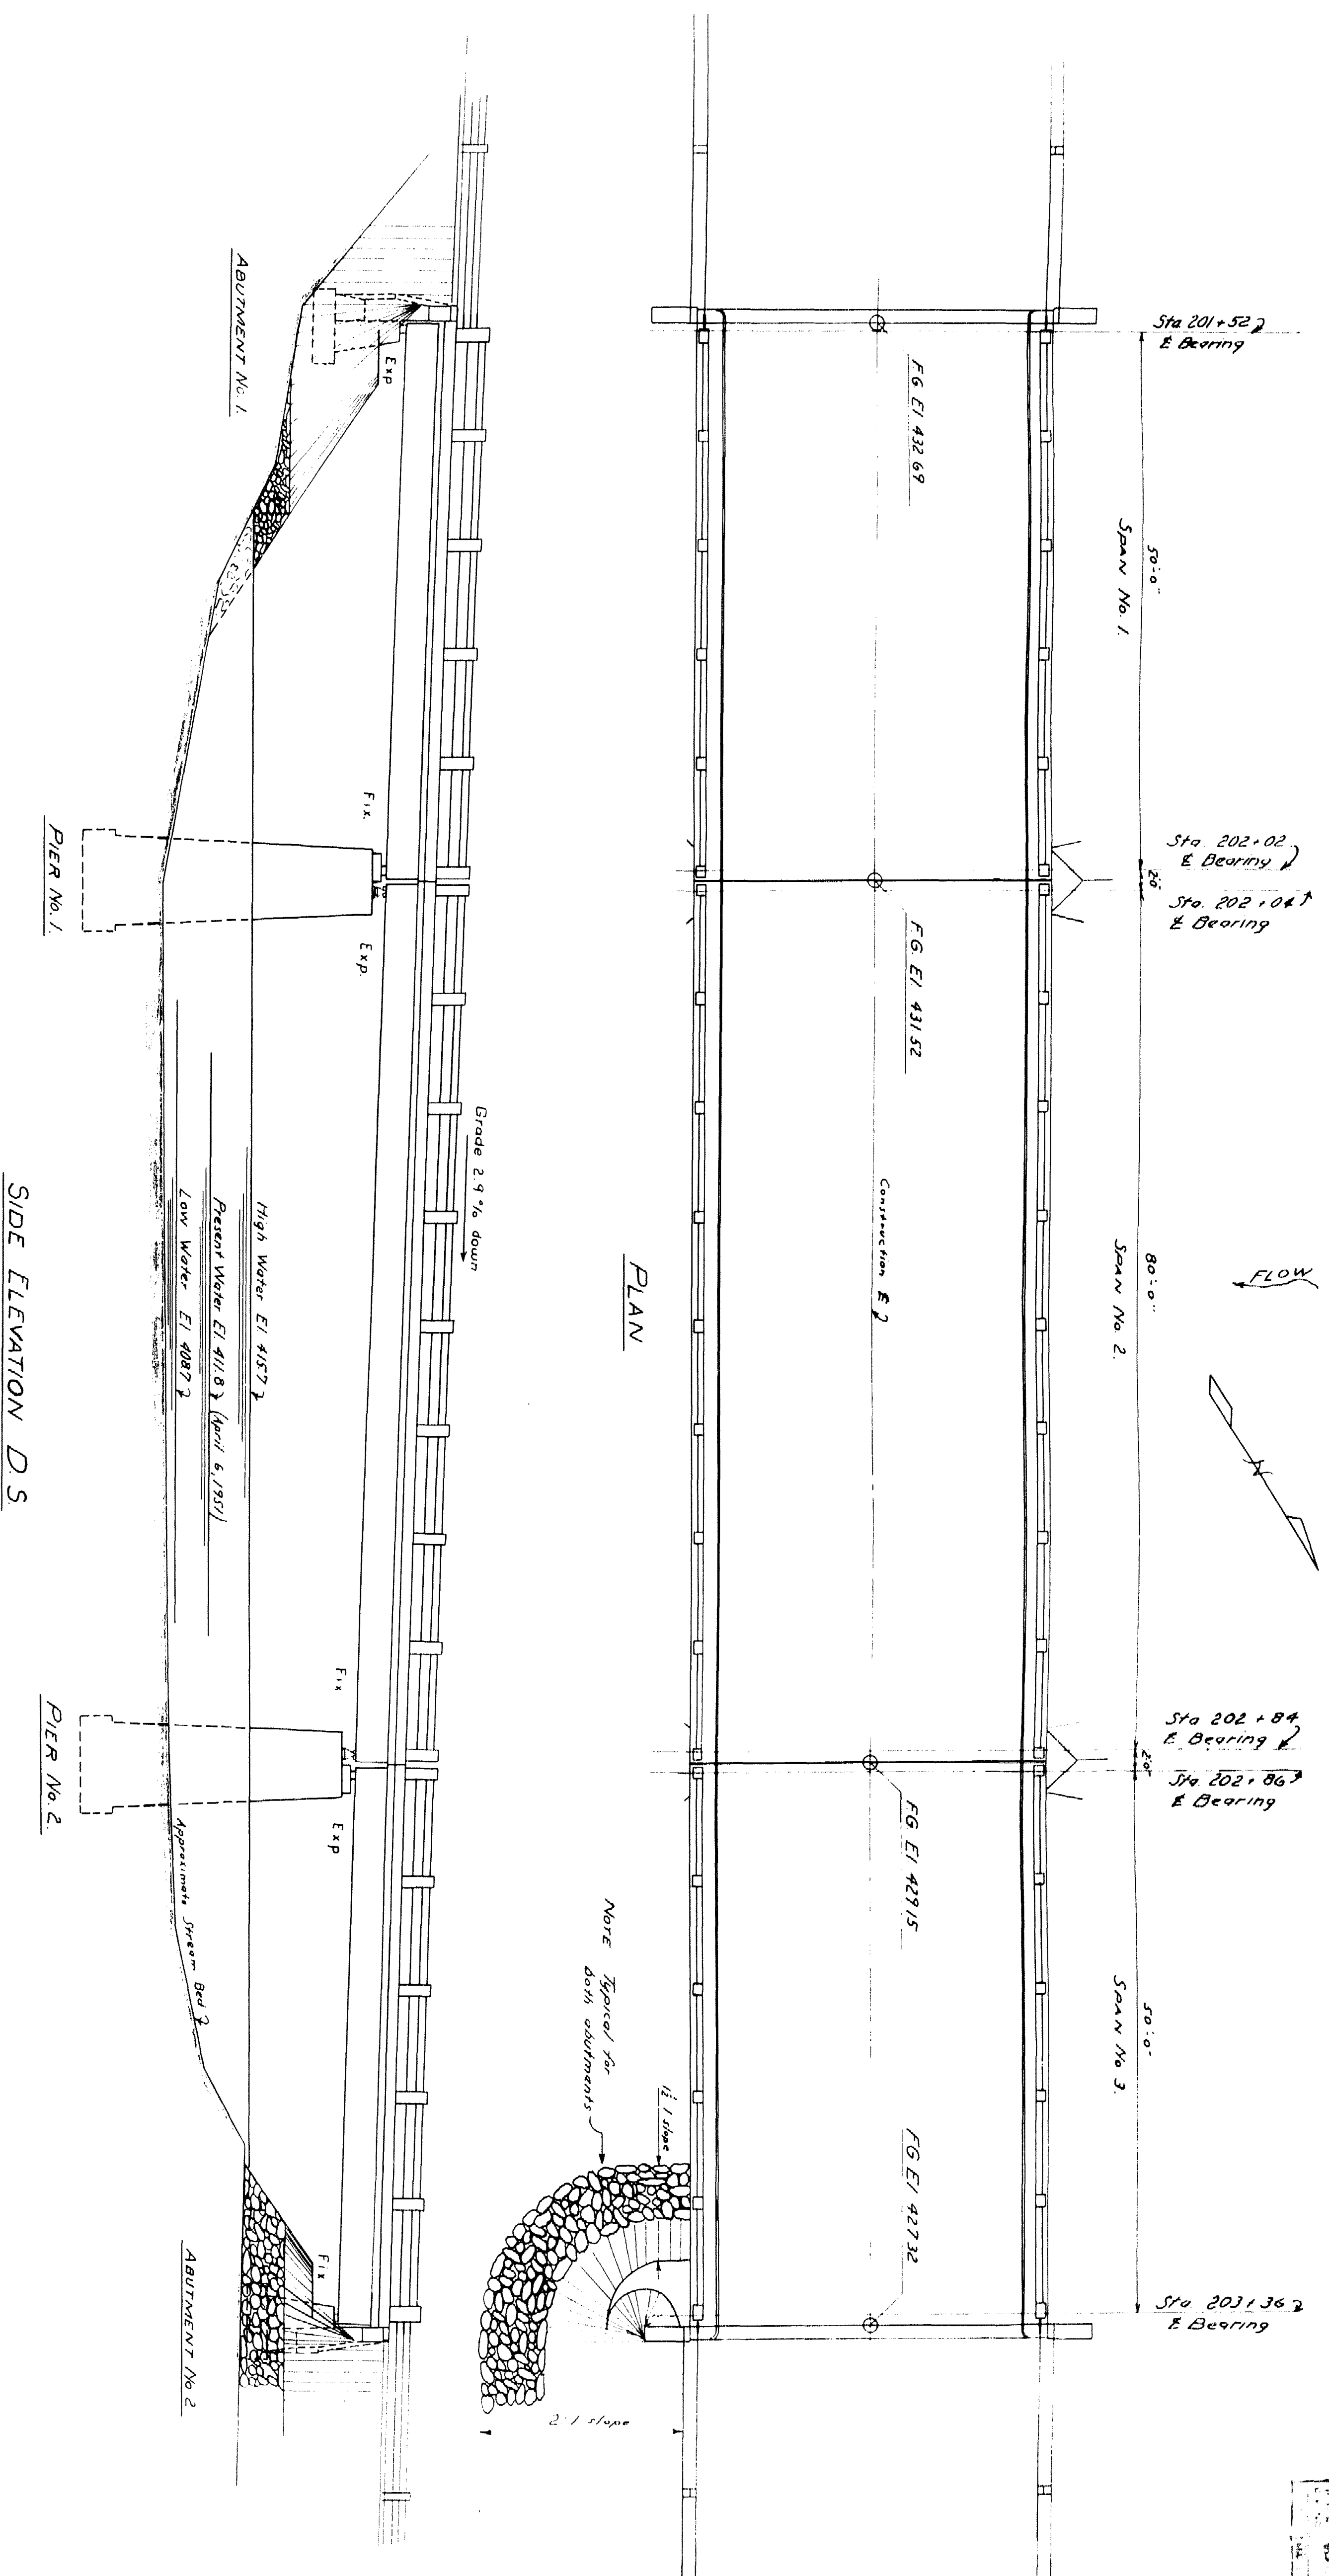 Sta 201+52
℄ Bearing
50'-0"
SPAN No. 1.
Sta. 202+02
℄ Bearing
2'0"
Sta. 202+04
℄ Bearing
80'-0"
SPAN No. 2.
FLOW
N
Sta 202+84
℄ Bearing
2'0"
Sta. 202+86
℄ Bearing
50'-0"
SPAN No 3.
Sta. 203+36
℄ Bearing
F.G. El 432.69
F.G. El. 431.52
Construction ℄
F.G. El 429.15
F.G. El 427.32
PLAN
NOTE Typical for
both abutments
1½:1 slope
2:1 slope
Grade 2.9% down
Exp
Fix.
Exp.
Fix
Exp
Fix
High Water El. 415.7
Present Water El. 411.8 (April 6, 1951)
Low Water El 408.7
Approximate Stream Bed
ABUTMENT No. 1.
PIER No. 1.
PIER No. 2.
ABUTMENT No 2
SIDE ELEVATION D.S.